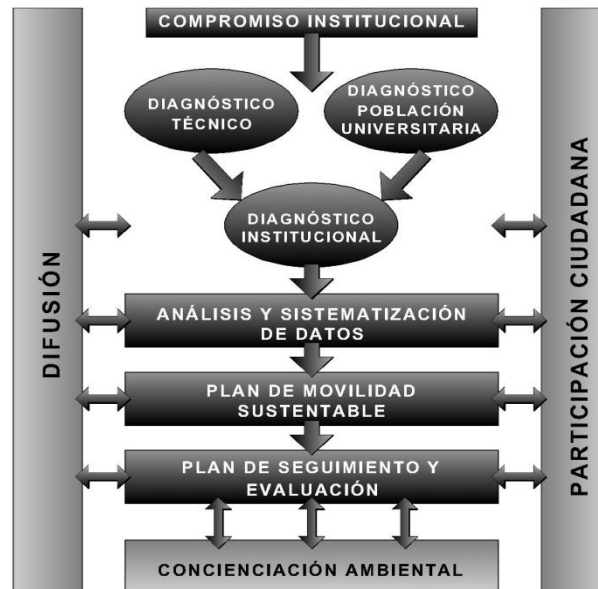 COMPROMISO INSTITUCIONAL
DIAGNÓSTICO
TÉCNICO
DIAGNÓSTICO
POBLACIÓN
UNIVERSITARIA
DIAGNÓSTICO
INSTITUCIONAL
ANÁLISIS Y SISTEMATIZACIÓN
DE DATOS
PLAN DE MOVILIDAD
SUSTENTABLE
PLAN DE SEGUIMIENTO Y
EVALUACIÓN
CONCIENCIACIÓN AMBIENTAL
DIFUSIÓN
PARTICIPACIÓN CIUDADANA